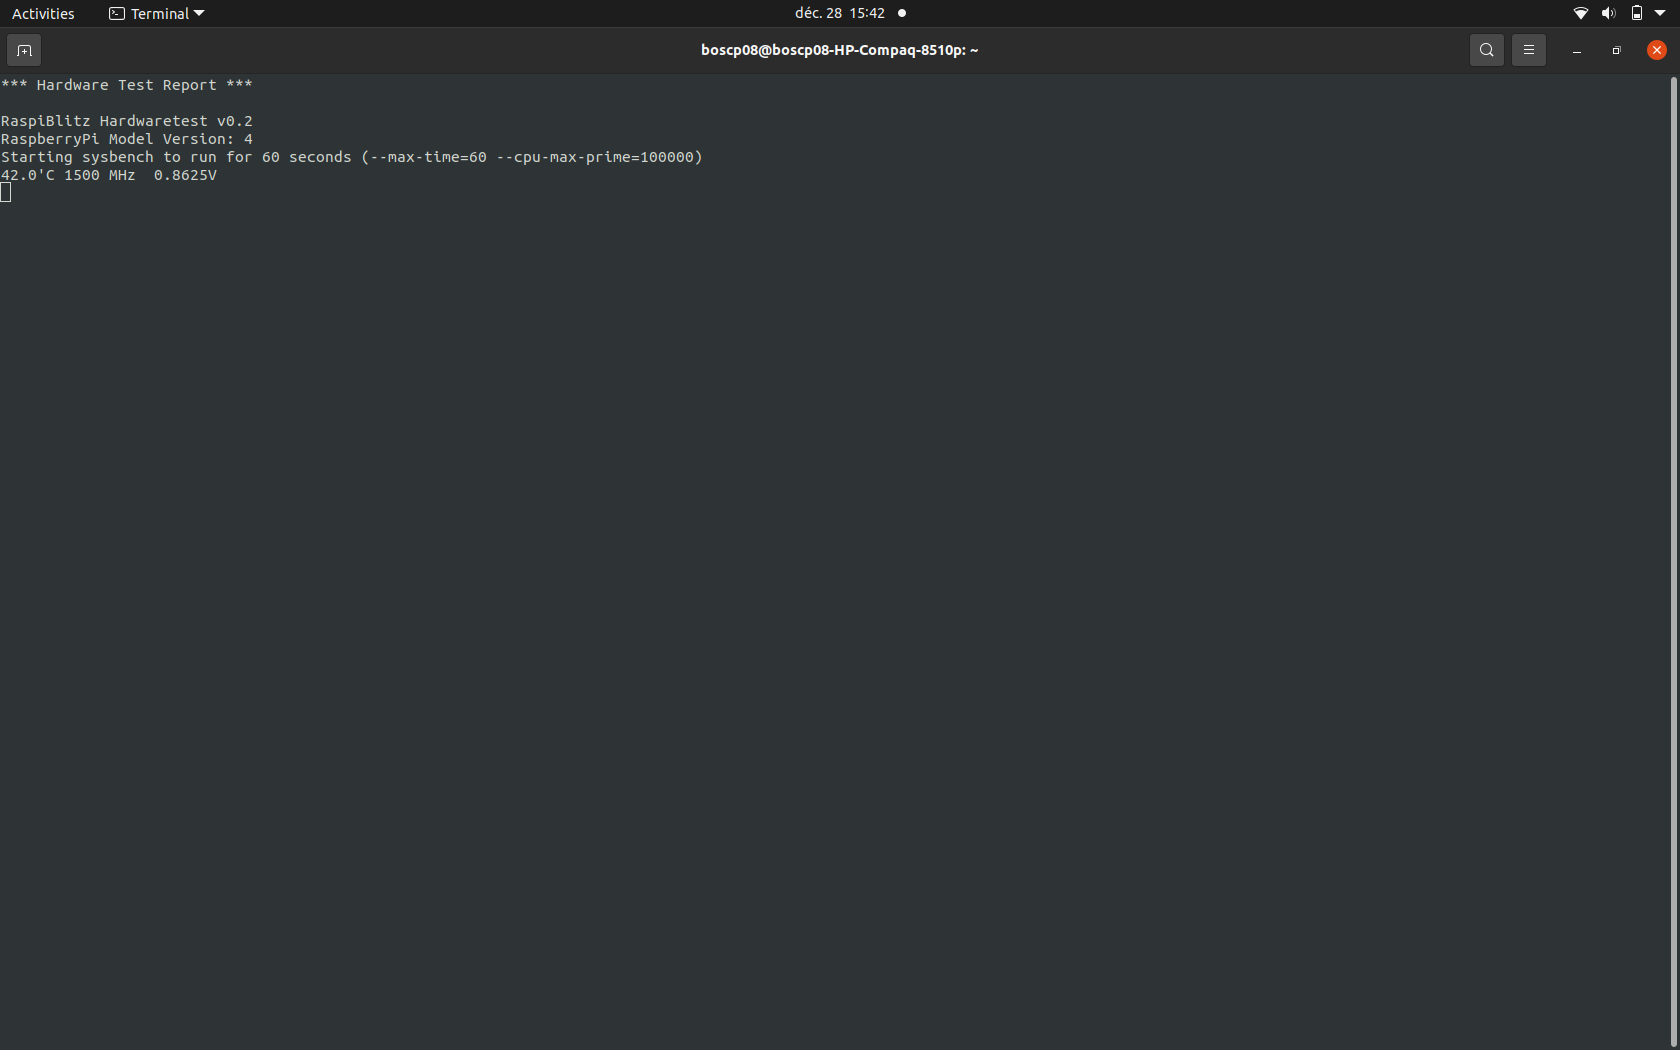 Activities
Terminal
déc. 28 15:42
boscp08@boscp08-HP-Compaq-8510p: ~
*** Hardware Test Report ***
RaspiBlitz Hardwaretest v0.2
RaspberryPi Model Version: 4
Starting sysbench to run for 60 seconds (--max-time=60 --cpu-max-prime=100000)
42.0'C 1500 MHz  0.8625V